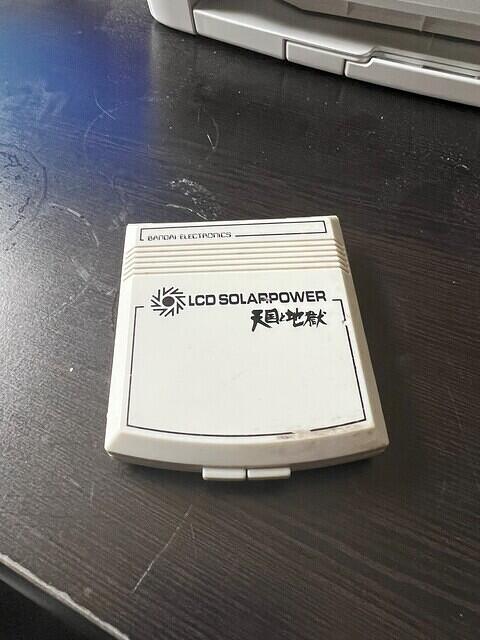 BANDAI ELECTRONICS
LCD SOLARPOWER
天国と地獄